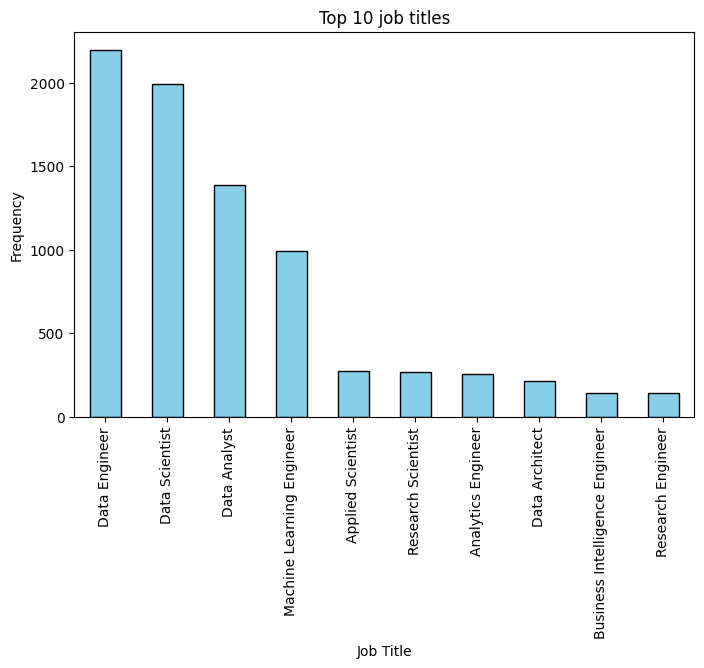 Top 10 job titles
Frequency
2000
1500
1000
500
0
Data Engineer
Data Scientist
Data Analyst
Machine Learning Engineer
Applied Scientist
Research Scientist
Analytics Engineer
Data Architect
Business Intelligence Engineer
Research Engineer
Job Title